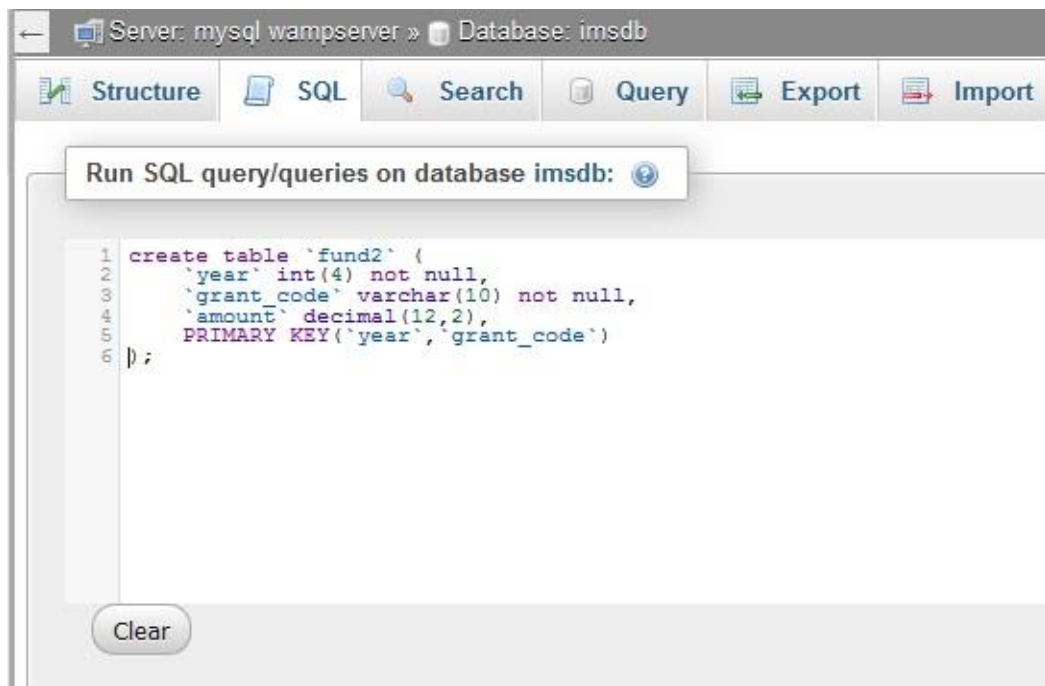 ← Server: mysql wampserver » Database: imsdb
Structure SQL Search Query Export Import
Run SQL query/queries on database imsdb:
1 create table `fund2` (
2 `year` int(4) not null,
3 `grant_code` varchar(10) not null,
4 `amount` decimal(12,2),
5 PRIMARY KEY(`year`,`grant_code`)
6 );
Clear